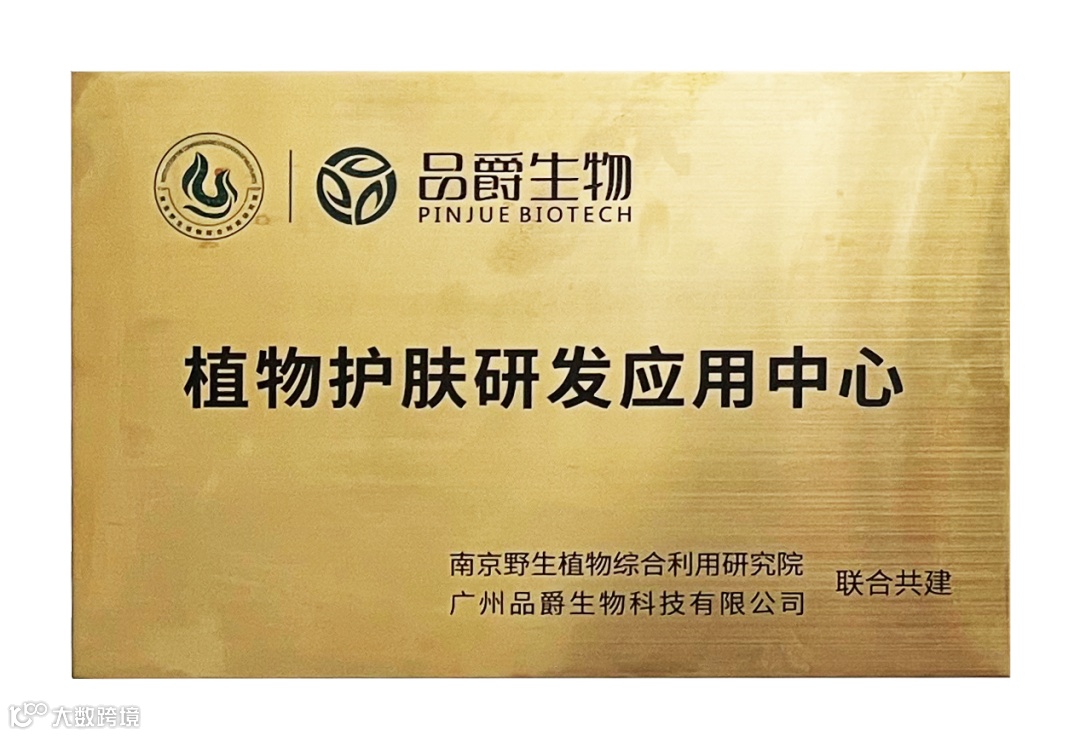 品爵生物
PINJUE BIOTECH
植物护肤研发应用中心
南京野生植物综合利用研究院
广州品爵生物科技有限公司
联合共建
大数跨境